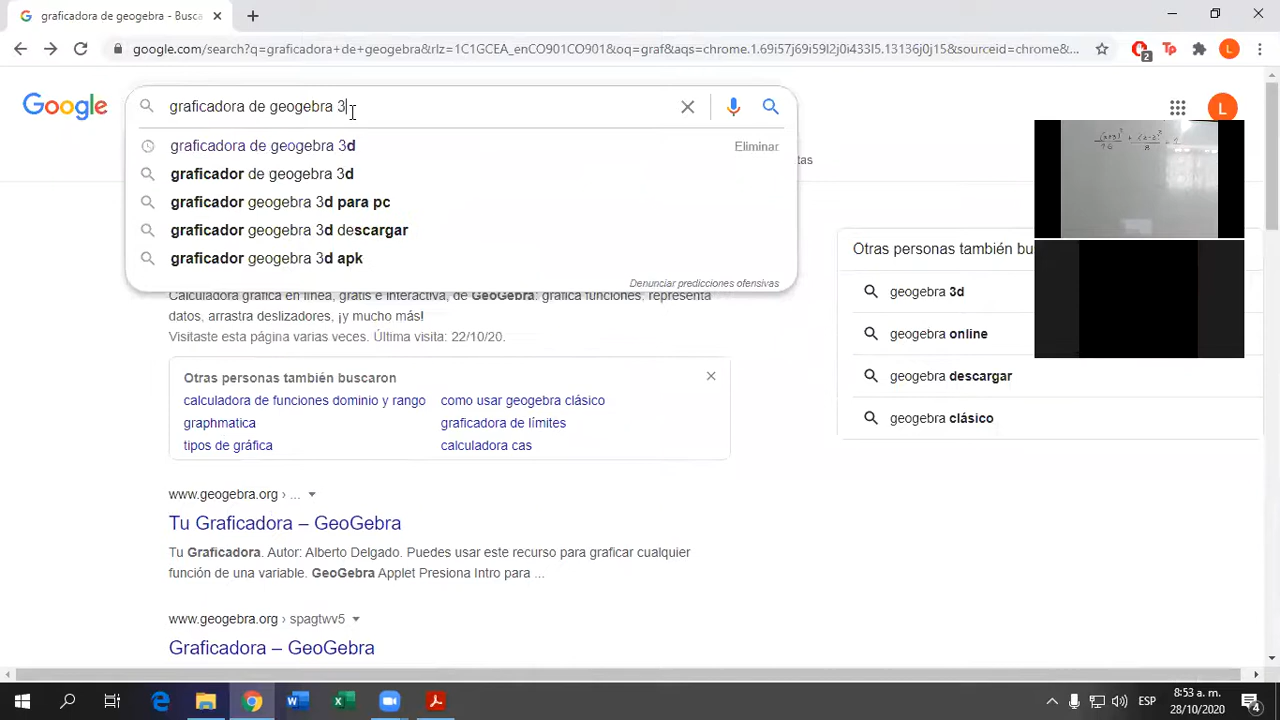 graficadora de geogebra - Busca
google.com/search?q=graficadora+de+geogebra&rlz=1C1GCEA_enCO901CO901&oq=graf&aqs=chrome.1.69i57j69i59l2j0i433l5.13136j0j15&sourceid=chrome&...
2
L
Google
graficadora de geogebra 3
L
graficadora de geogebra 3d
Eliminar
graficador de geogebra 3d
graficador geogebra 3d para pc
graficador geogebra 3d descargar
graficador geogebra 3d apk
Denunciar predicciones ofensivas
Calculadora gráfica en línea, gratis e interactiva, de GeoGebra: grafica funciones, representa
datos, arrastra deslizadores, ¡y mucho más!
Visitaste esta página varias veces. Última visita: 22/10/20.
Otras personas también buscaron
calculadora de funciones dominio y rango
como usar geogebra clásico
graphmatica
graficadora de límites
tipos de gráfica
calculadora cas
www.geogebra.org › ...
Tu Graficadora – GeoGebra
Tu Graficadora. Autor: Alberto Delgado. Puedes usar este recurso para graficar cualquier
función de una variable. GeoGebra Applet Presiona Intro para ...
www.geogebra.org › spagtwv5
Graficadora – GeoGebra
Otras personas también bu
geogebra 3d
geogebra online
geogebra descargar
geogebra clásico
ESP
8:53 a. m.
28/10/2020
4